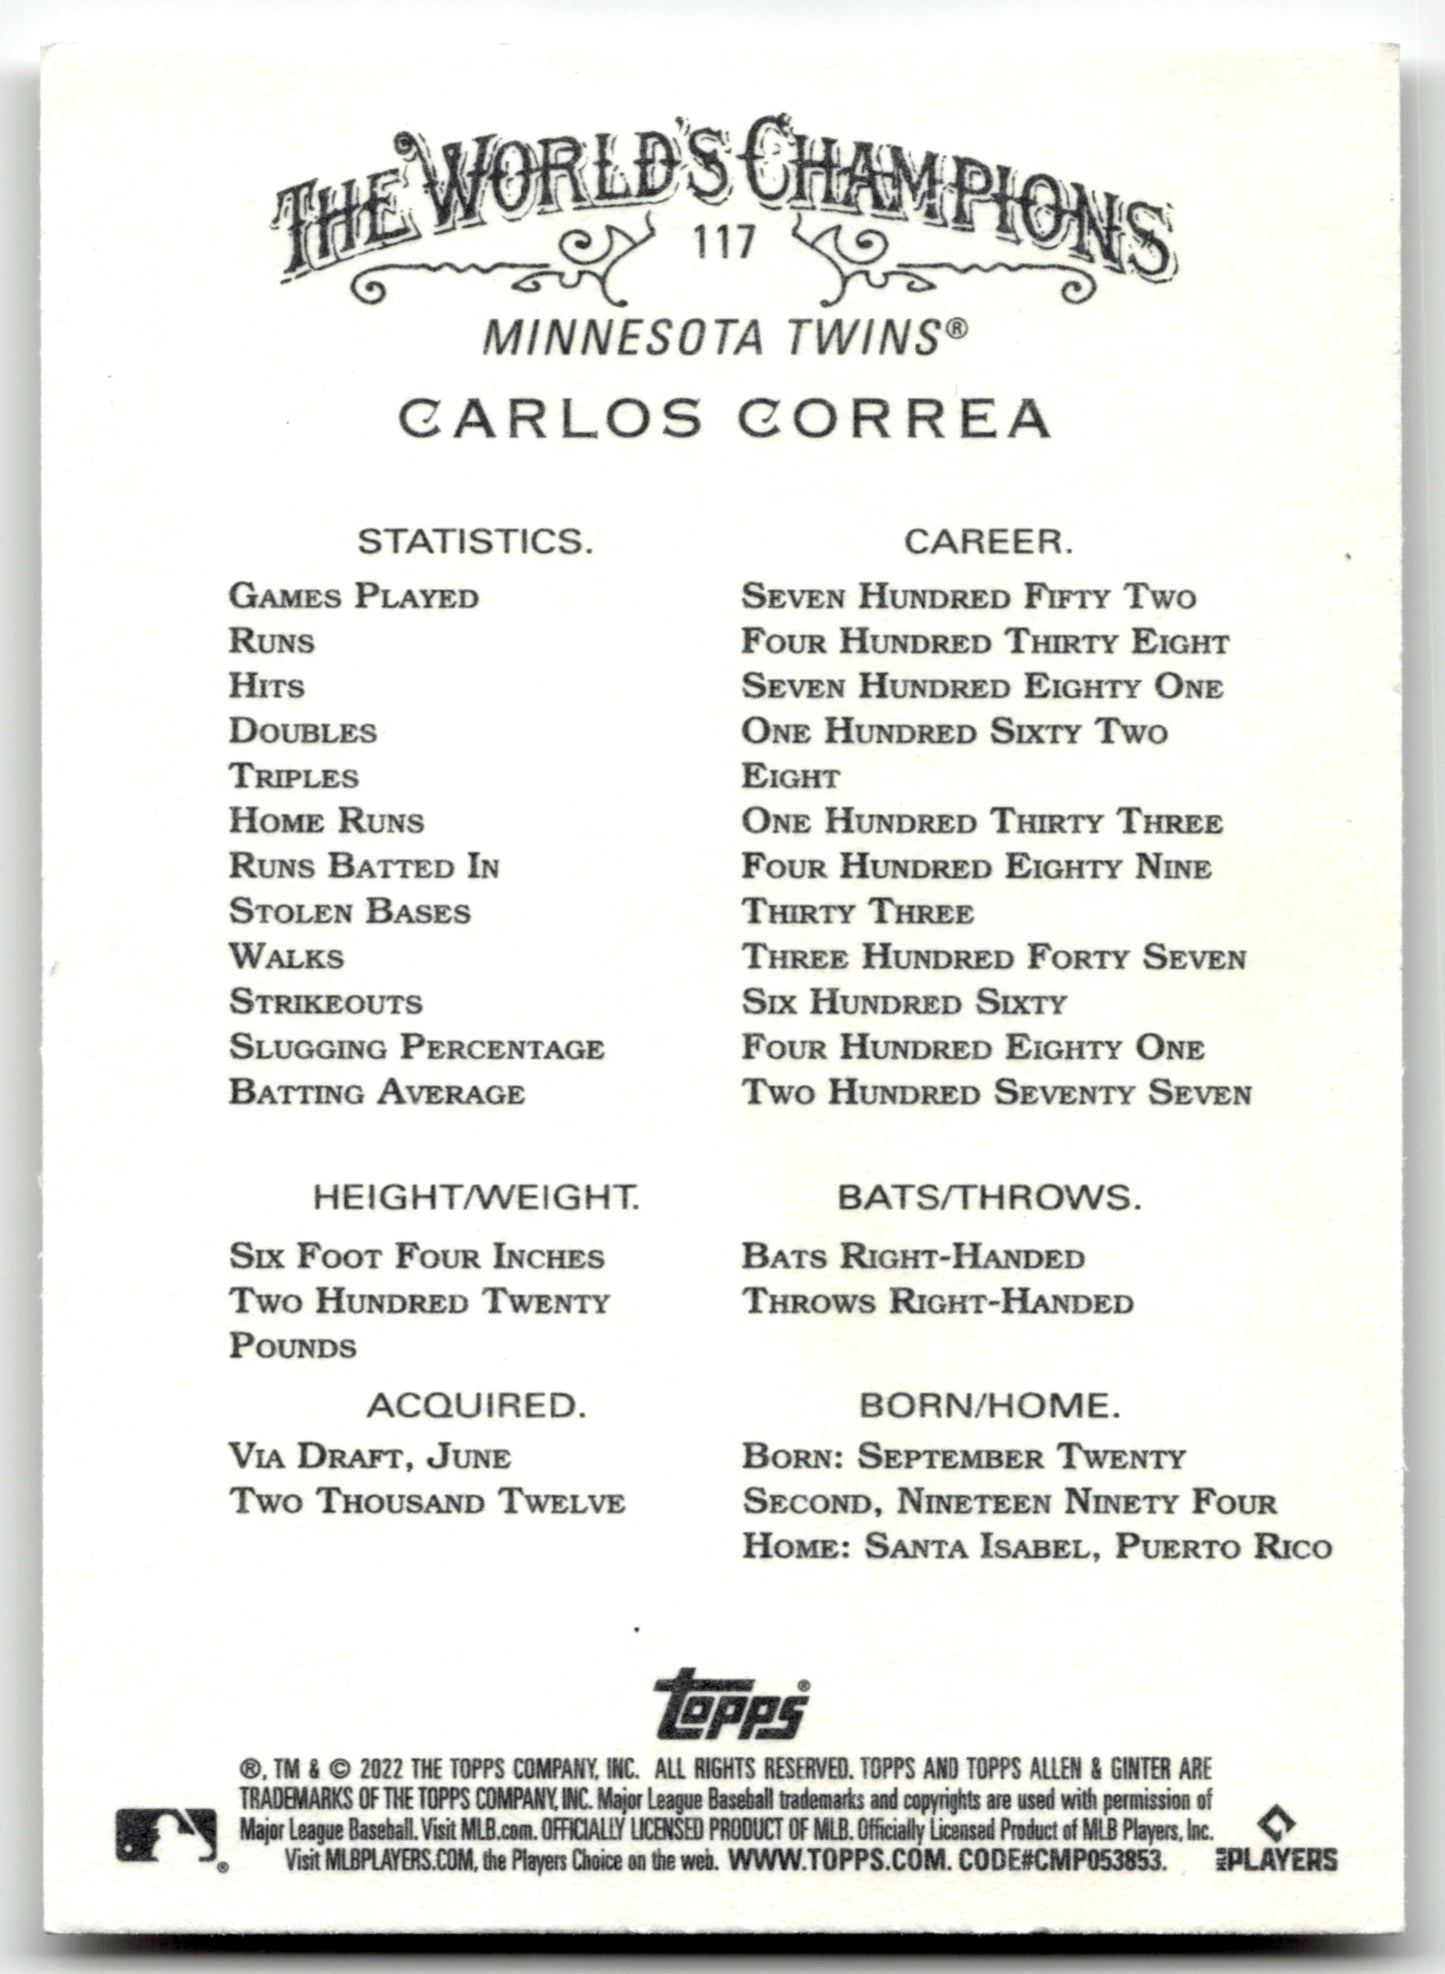 THE WORLD'S CHAMPIONS
117
MINNESOTA TWINS®
CARLOS CORREA
STATISTICS. CAREER.
GAMES PLAYED SEVEN HUNDRED FIFTY TWO
RUNS FOUR HUNDRED THIRTY EIGHT
HITS SEVEN HUNDRED EIGHTY ONE
DOUBLES ONE HUNDRED SIXTY TWO
TRIPLES EIGHT
HOME RUNS ONE HUNDRED THIRTY THREE
RUNS BATTED IN FOUR HUNDRED EIGHTY NINE
STOLEN BASES THIRTY THREE
WALKS THREE HUNDRED FORTY SEVEN
STRIKEOUTS SIX HUNDRED SIXTY
SLUGGING PERCENTAGE FOUR HUNDRED EIGHTY ONE
BATTING AVERAGE TWO HUNDRED SEVENTY SEVEN
HEIGHT/WEIGHT.
SIX FOOT FOUR INCHES
TWO HUNDRED TWENTY
POUNDS
BATS/THROWS.
BATS RIGHT-HANDED
THROWS RIGHT-HANDED
ACQUIRED.
VIA DRAFT, JUNE
TWO THOUSAND TWELVE
BORN/HOME.
BORN: SEPTEMBER TWENTY
SECOND, NINETEEN NINETY FOUR
HOME: SANTA ISABEL, PUERTO RICO
topps®
®, TM & © 2022 THE TOPPS COMPANY, INC. ALL RIGHTS RESERVED. TOPPS AND TOPPS ALLEN & GINTER ARE
TRADEMARKS OF THE TOPPS COMPANY, INC. Major League Baseball trademarks and copyrights are used with permission of
Major League Baseball. Visit MLB.com. OFFICIALLY LICENSED PRODUCT OF MLB. Officially Licensed Product of MLB Players, Inc.
Visit MLBPLAYERS.COM, the Players Choice on the web. WWW.TOPPS.COM. CODE#CMP053853.
®
MLB PLAYERS